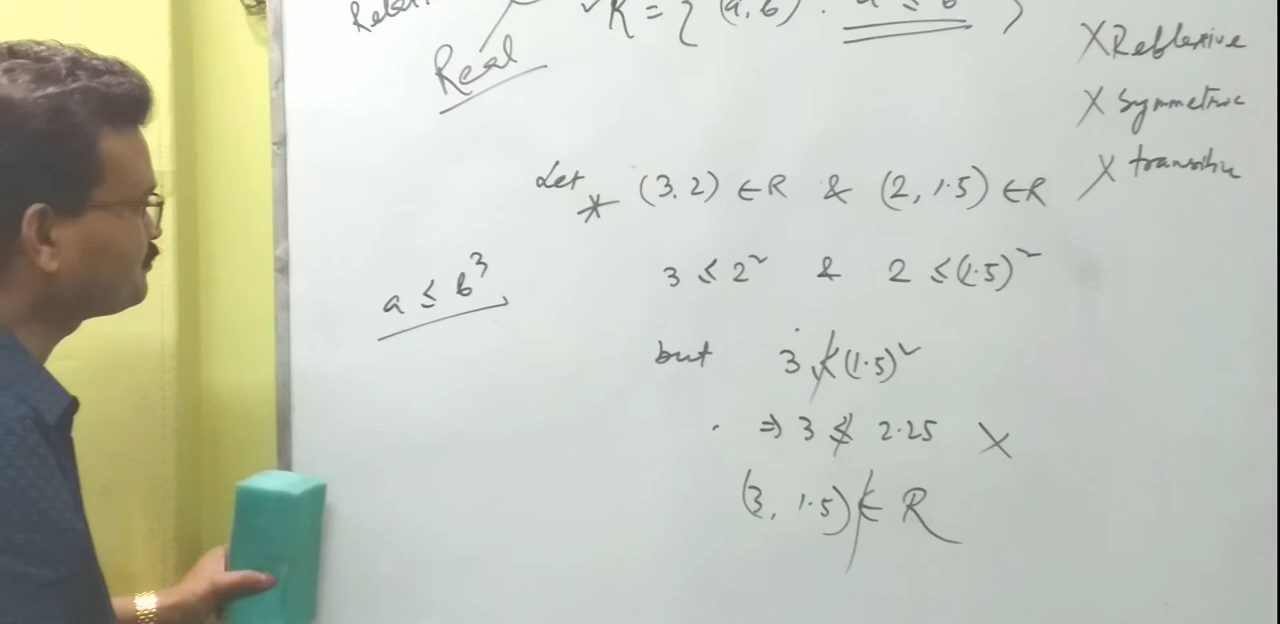 Relati
Real
R = { (a, b) : a ≤ b }
X Reflexive
X Symmetric
X transitive
Let * (3.2) ∈ R & (2, 1.5) ∈ R
a ≤ b³
3 ≤ 2² & 2 ≤ (1.5)²
but 3 ≰ (1.5)²
⇒ 3 ≰ 2.25 X
(3, 1.5) ∉ R